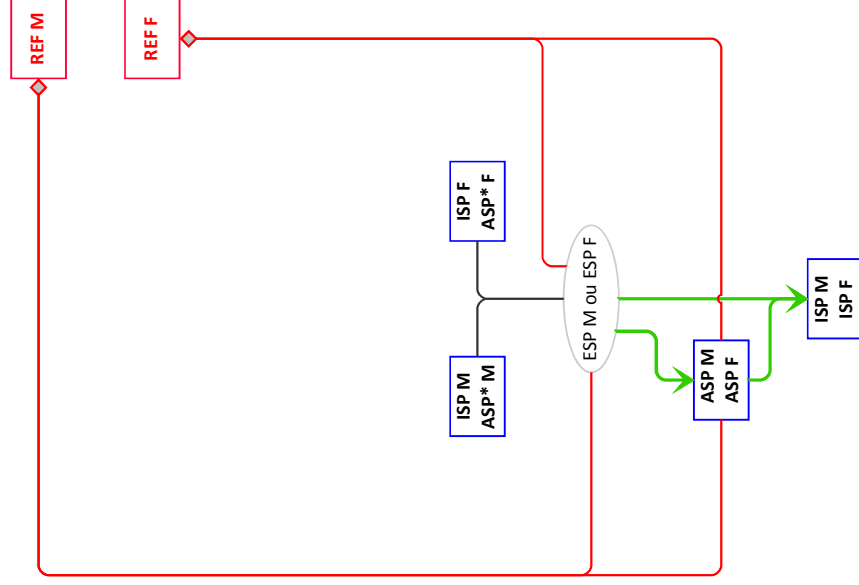 REF M
REF F
ISP F
ASP* F
ISP M
ASP* M
ESP M ou ESP F
ASP M
ASP F
ISP M
ISP F